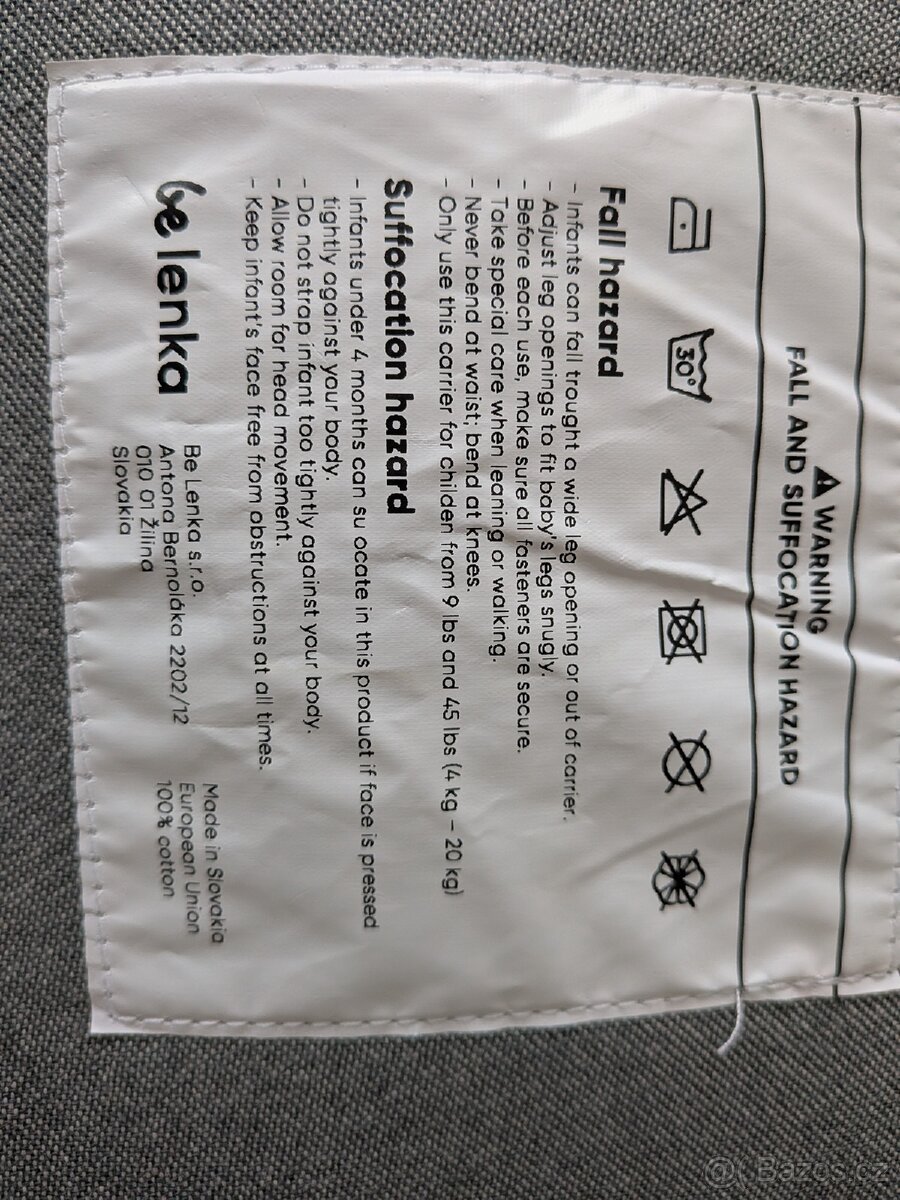 WARNING
FALL AND SUFFOCATION HAZARD
30°
Fall hazard
- Infants can fall trought a wide leg opening or out of carrier.
- Adjust leg openings to fit baby's legs snugly.
- Before each use, make sure all fasteners are secure.
- Take special care when leaning or walking.
- Never bend at waist; bend at knees.
- Only use this carrier for childen from 9 lbs and 45 lbs (4 kg – 20 kg)
Suffocation hazard
- Infants under 4 months can su ocate in this product if face is pressed
tightly against your body.
- Do not strap infant too tightly against your body.
- Allow room for head movement.
- Keep infant's face free from obstructions at all times.
be lenka
Be Lenka s.r.o.
Antona Bernoláka 2202/12
010 01 Žilina
Slovakia
Made in Slovakia
European Union
100% cotton
Bazos.cz